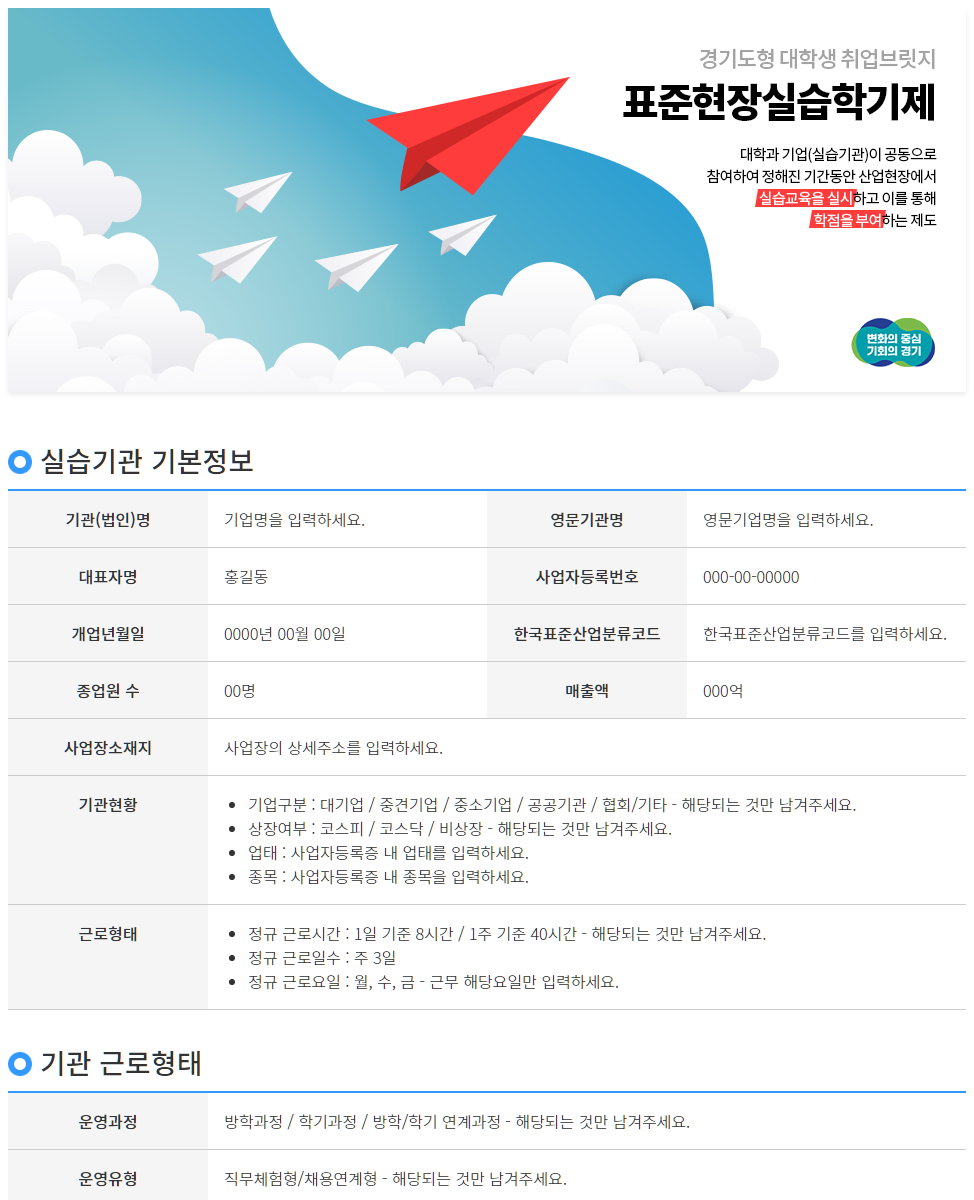 경기도형 대학생 취업브릿지
표준현장실습학기제
대학과 기업(실습기관)이 공동으로
참여하여 정해진 기간동안 산업현장에서
실습교육을 실시하고 이를 통해
학점을 부여하는 제도
변화의 중심
기회의 경기
실습기관 기본정보
기관(법인)명 기업명을 입력하세요. 영문기관명 영문기업명을 입력하세요.
대표자명 홍길동 사업자등록번호 000-00-00000
개업년월일 0000년 00월 00일 한국표준산업분류코드 한국표준산업분류코드를 입력하세요.
종업원 수 00명 매출액 000억
사업장소재지 사업장의 상세주소를 입력하세요.
기관현황 • 기업구분 : 대기업 / 중견기업 / 중소기업 / 공공기관 / 협회/기타 - 해당되는 것만 남겨주세요.
• 상장여부 : 코스피 / 코스닥 / 비상장 - 해당되는 것만 남겨주세요.
• 업태 : 사업자등록증 내 업태를 입력하세요.
• 종목 : 사업자등록증 내 종목을 입력하세요.
근로형태 • 정규 근로시간 : 1일 기준 8시간 / 1주 기준 40시간 - 해당되는 것만 남겨주세요.
• 정규 근로일수 : 주 3일
• 정규 근로요일 : 월, 수, 금 - 근무 해당요일만 입력하세요.
기관 근로형태
운영과정 방학과정 / 학기과정 / 방학/학기 연계과정 - 해당되는 것만 남겨주세요.
운영유형 직무체험형/채용연계형 - 해당되는 것만 남겨주세요.